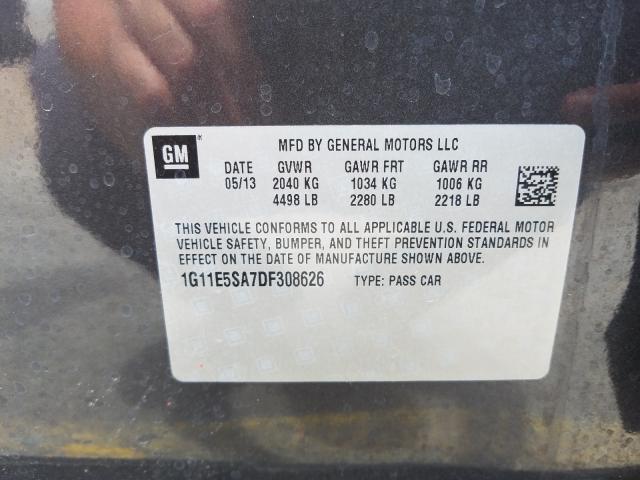 GM
MFD BY GENERAL MOTORS LLC
DATE GVWR GAWR FRT GAWR RR
05/13 2040 KG 1034 KG 1006 KG
4498 LB 2280 LB 2218 LB
THIS VEHICLE CONFORMS TO ALL APPLICABLE U.S. FEDERAL MOTOR
VEHICLE SAFETY, BUMPER, AND THEFT PREVENTION STANDARDS IN
EFFECT ON THE DATE OF MANUFACTURE SHOWN ABOVE.
1G11E5SA7DF308626 TYPE: PASS CAR